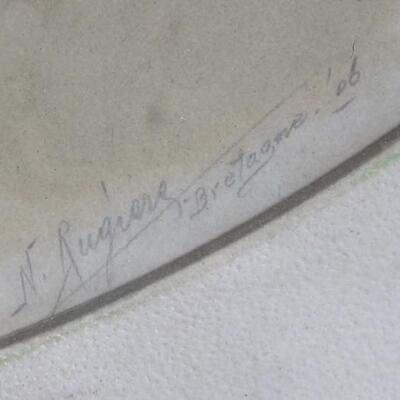 N. Rugiere - Bretagne. '06